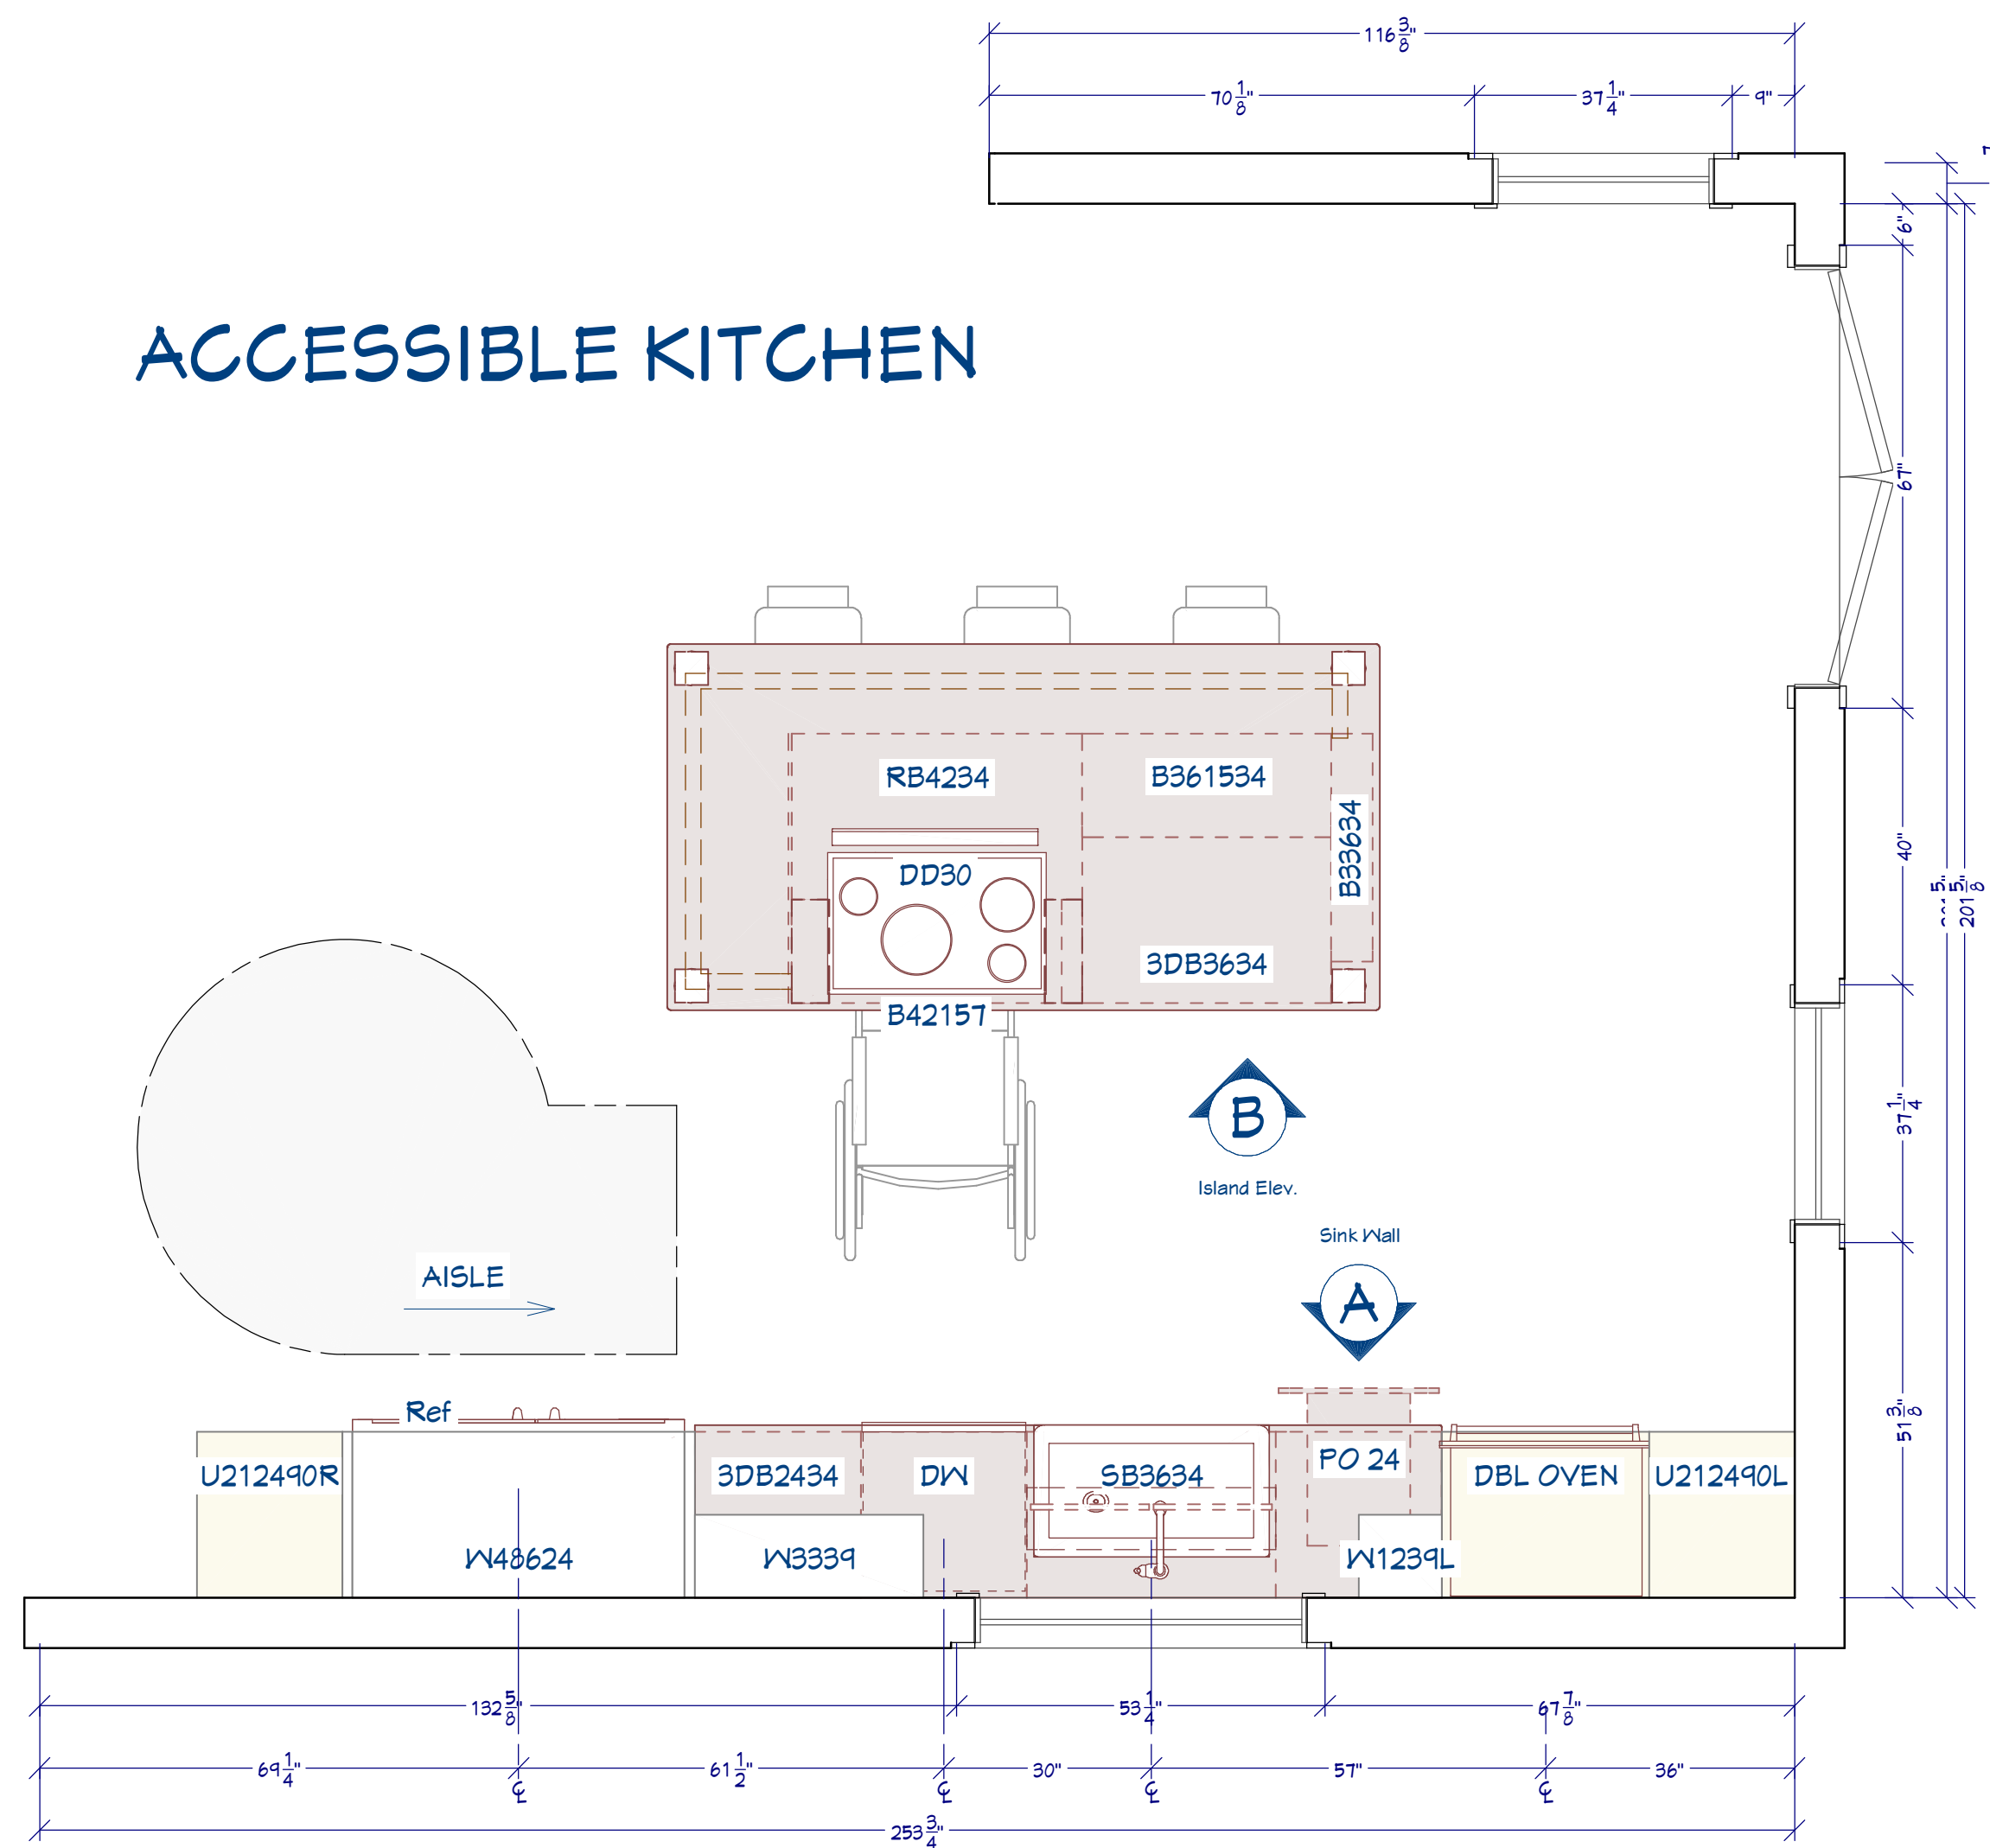 116 3/8"
70 1/8"
37 1/4"
9"
6"
ACCESSIBLE KITCHEN
67"
RB4234
B361534
B33634
40"
DD30
201 5/8"
3DB3634
B42157
B
37 1/4"
Island Elev.
Sink Wall
AISLE
A
Ref
51 3/8"
U212490R
3DB2434
DW
SB3634
PO 24
DBL OVEN
U212490L
W48624
W3339
W1239L
132 5/8"
53 1/4"
67 7/8"
69 1/4"
61 1/2"
30"
57"
36"
℄
℄
℄
℄
253 3/4"